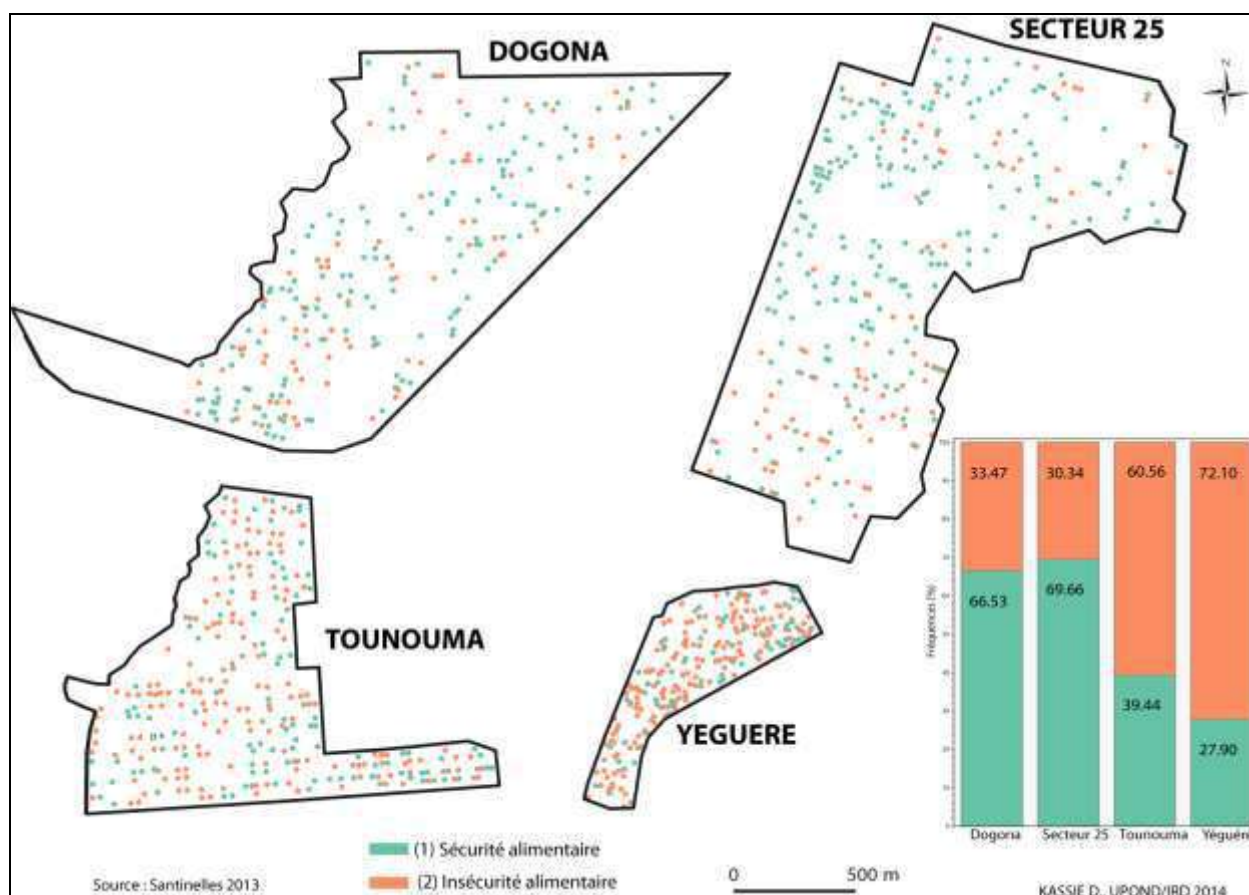 DOGONA
SECTEUR 25
TOUNOUMA
YEGUERE
33.47
30.34
60.56
72.10
66.53
69.66
39.44
27.90
Fréquences (%)
Dogona
Secteur 25
Tounouma
(1) Sécurité alimentaire
(2) Insécurité alimentaire
Source : Santinelles 2013
0 500 m
KASSIE D., UPOND/IRD 2014